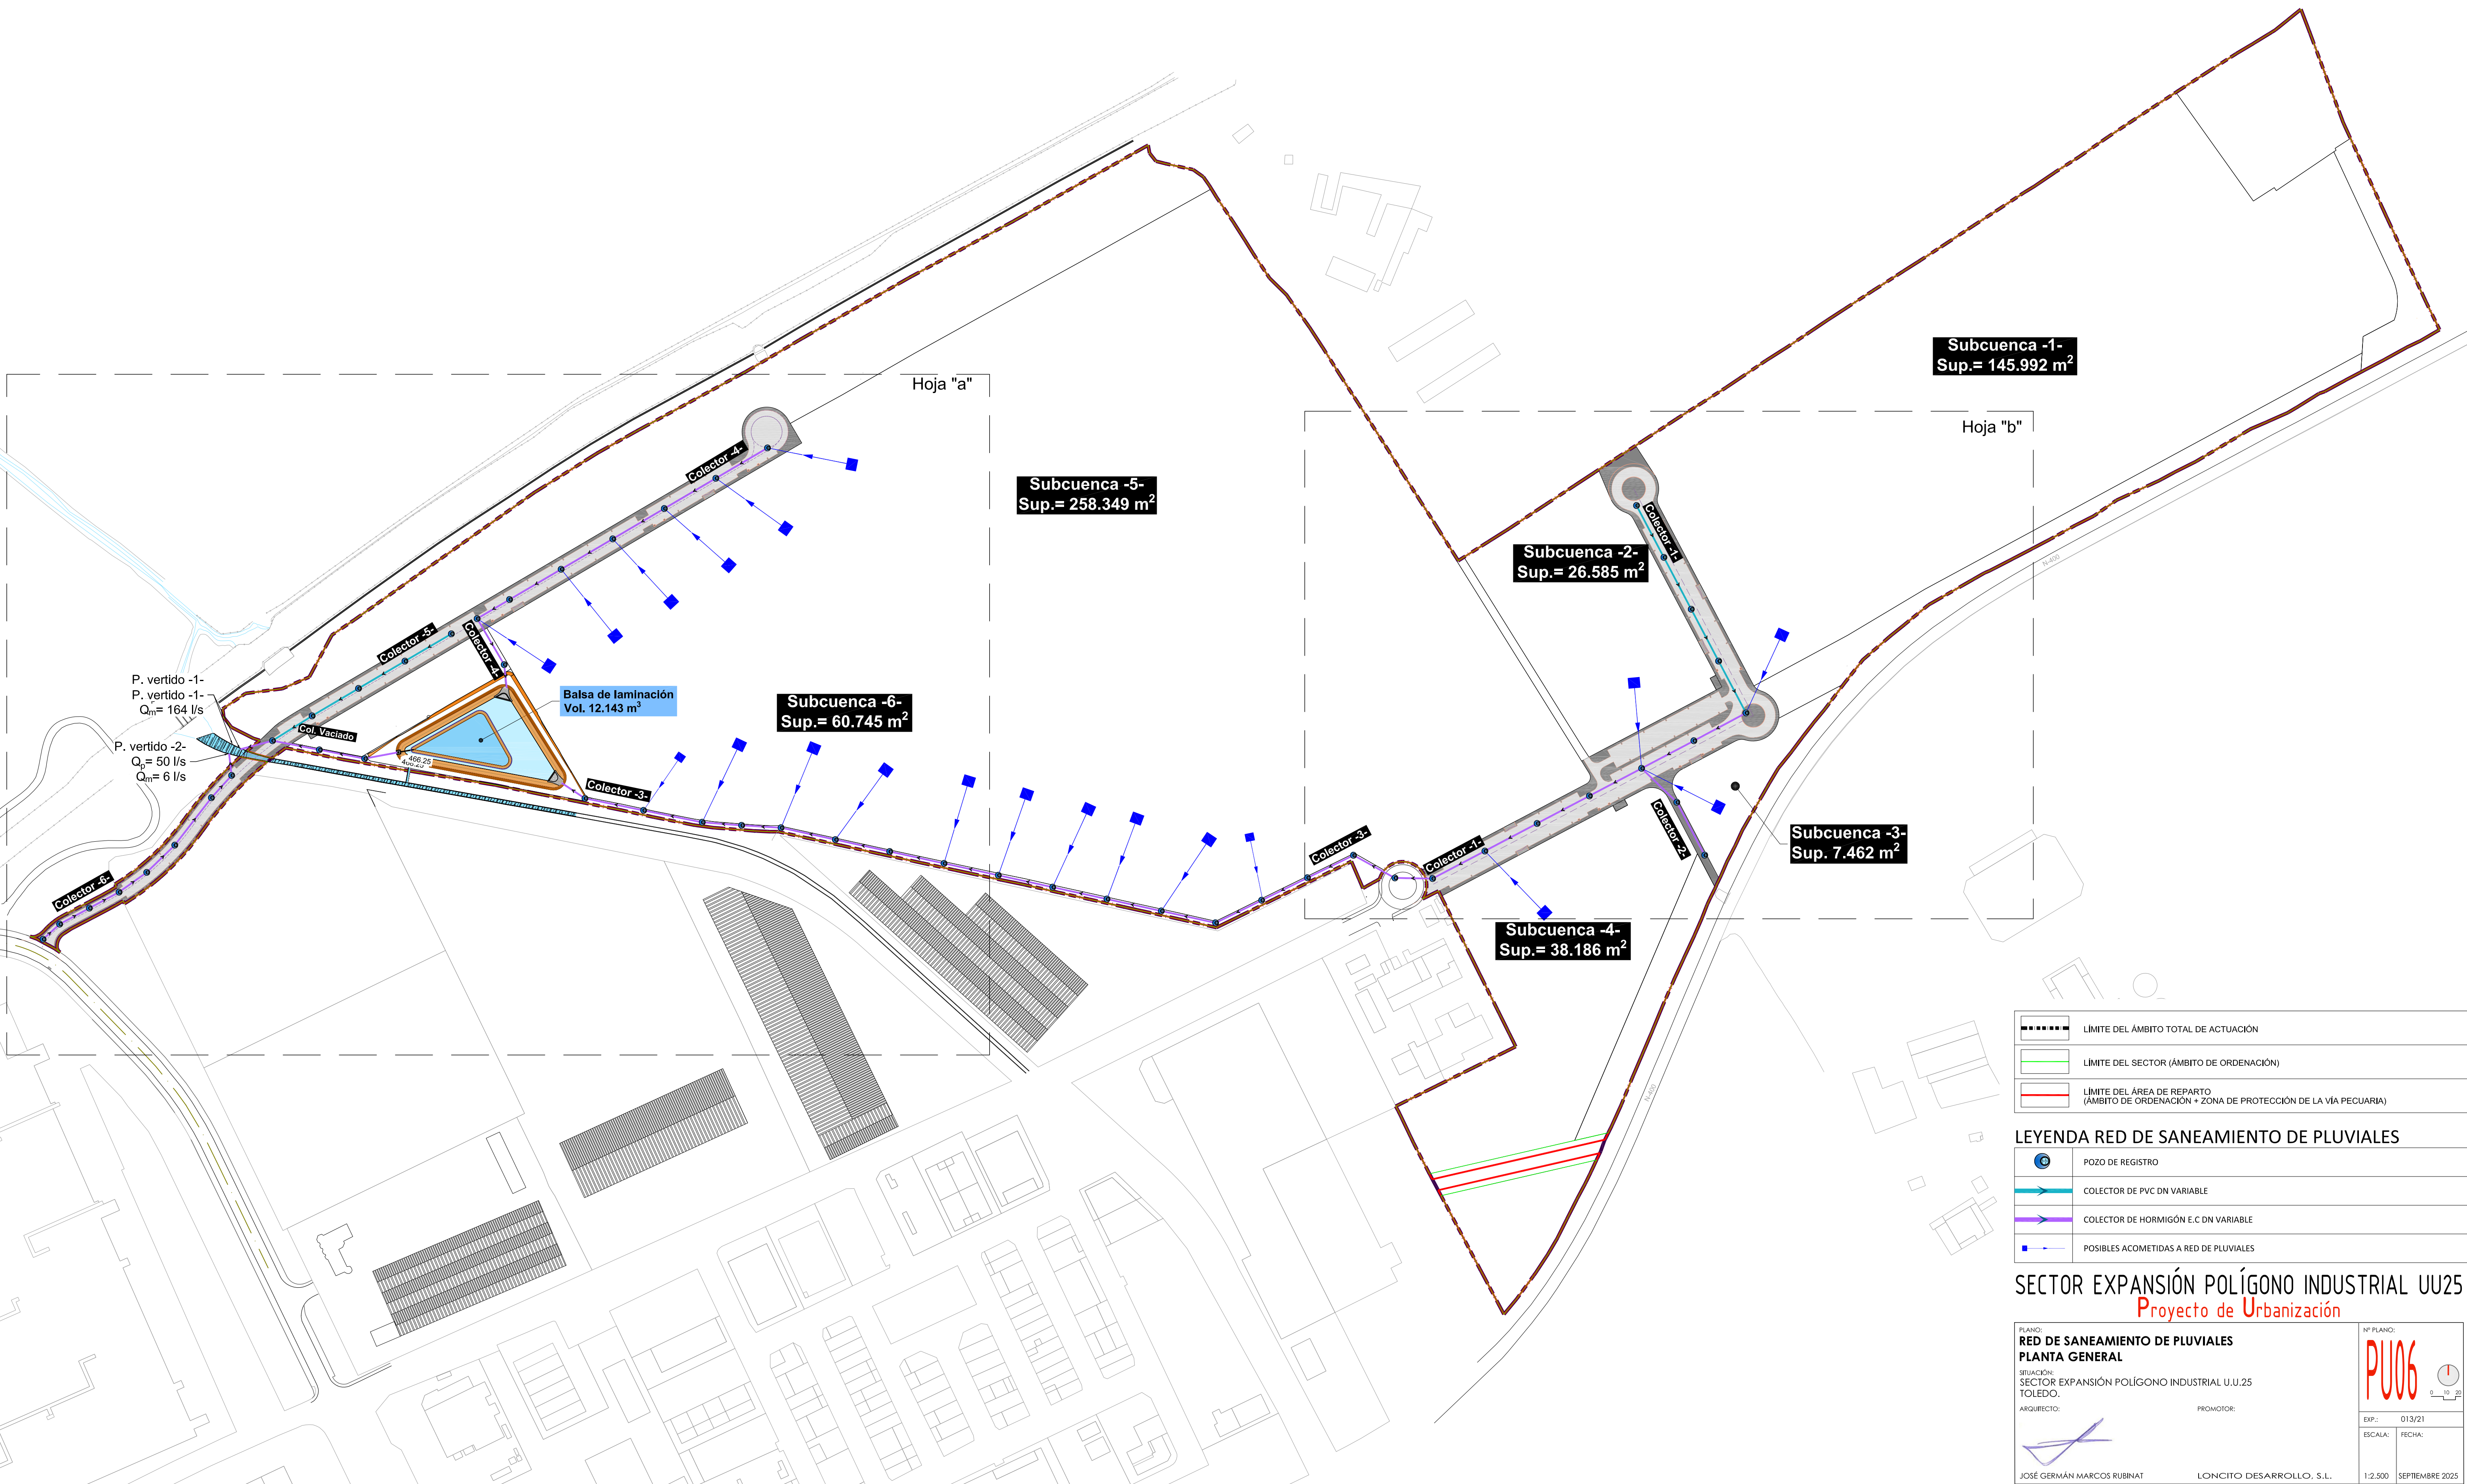 Hoja "a"
Hoja "b"
Subcuenca -1-
Sup.= 145.992 m²
Subcuenca -5-
Sup.= 258.349 m²
Subcuenca -2-
Sup.= 26.585 m²
Colector -4-
Colector -1-
N-400
Colector -5-
Colector -4-
P. vertido -1-
P. vertido -1-
Qm= 164 l/s
Balsa de laminación
Vol. 12.143 m³
Subcuenca -6-
Sup.= 60.745 m²
Col. Vaciado
P. vertido -2-
Qp= 50 l/s
Qm= 6 l/s
466.25
466.25
Colector -3-
Colector -3-
Colector -1-
Colector -2-
Subcuenca -3-
Sup. 7.462 m²
Colector -6-
Subcuenca -4-
Sup.= 38.186 m²
N-400
LÍMITE DEL ÁMBITO TOTAL DE ACTUACIÓN
LÍMITE DEL SECTOR (ÁMBITO DE ORDENACIÓN)
LÍMITE DEL ÁREA DE REPARTO
(ÁMBITO DE ORDENACIÓN + ZONA DE PROTECCIÓN DE LA VÍA PECUARIA)
LEYENDA RED DE SANEAMIENTO DE PLUVIALES
POZO DE REGISTRO
COLECTOR DE PVC DN VARIABLE
COLECTOR DE HORMIGÓN E.C DN VARIABLE
POSIBLES ACOMETIDAS A RED DE PLUVIALES
SECTOR EXPANSIÓN POLÍGONO INDUSTRIAL UU25
Proyecto de Urbanización
PLANO:
RED DE SANEAMIENTO DE PLUVIALES
PLANTA GENERAL
SITUACIÓN:
SECTOR EXPANSIÓN POLÍGONO INDUSTRIAL U.U.25
TOLEDO.
ARQUITECTO:
PROMOTOR:
JOSÉ GERMÁN MARCOS RUBINAT
LONCITO DESARROLLO, S.L.
Nº PLANO:
PU06
0 10 20
EXP.: 013/21
ESCALA:
FECHA:
1:2.500
SEPTIEMBRE 2025